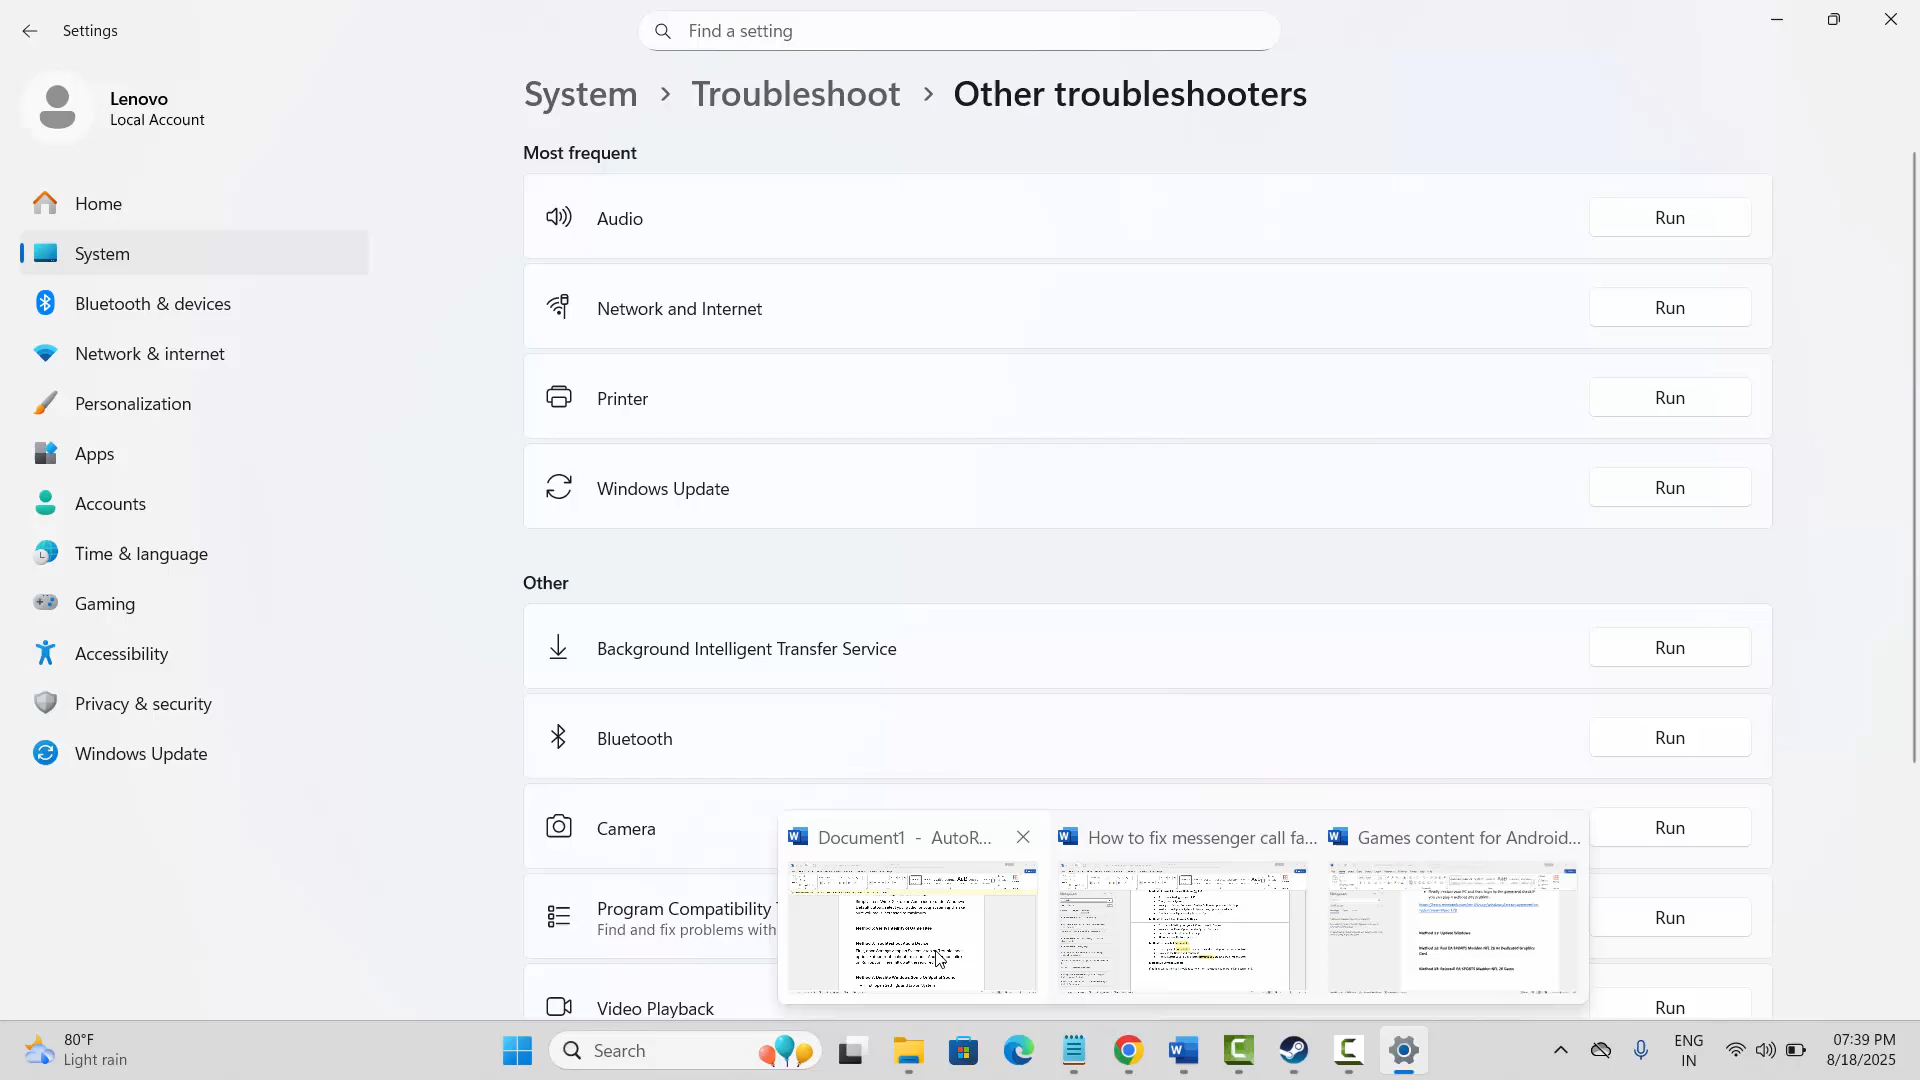 Settings
Find a setting
Lenovo
Local Account
System > Troubleshoot > Other troubleshooters
Home
System
Bluetooth & devices
Network & internet
Personalization
Apps
Accounts
Time & language
Gaming
Accessibility
Privacy & security
Windows Update
Most frequent
Audio
Run
Network and Internet
Run
Printer
Run
Windows Update
Run
Other
Background Intelligent Transfer Service
Run
Bluetooth
Run
Camera
Run
Program Compatibility
Find and fix problems with
Run
Video Playback
Run
Document1 - AutoR...
How to fix messenger call fa...
Games content for Android...
80°F
Light rain
Search
ENG
IN
07:39 PM
8/18/2025